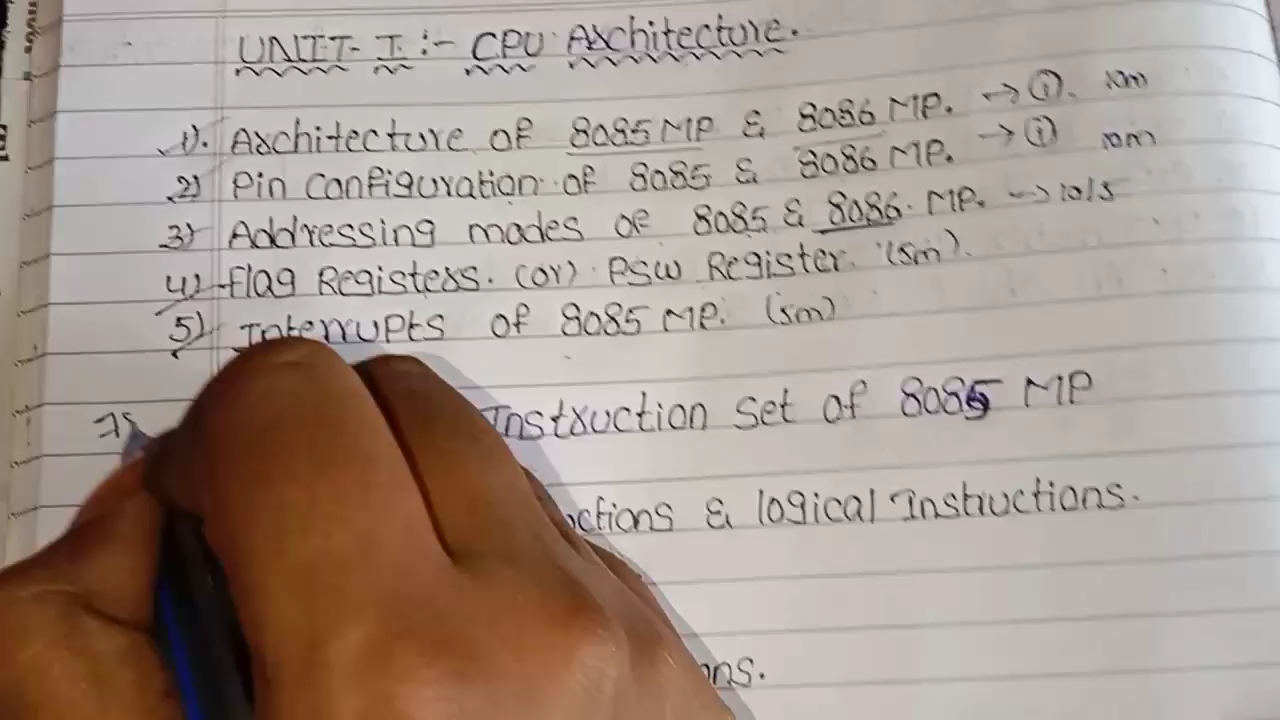 UNIT- I :- CPU Architecture.
1). Architecture of 8085 MP & 8086 MP. → ①. 10m
2) Pin Configuration of 8085 & 8086 MP. → ① 10m
3) Addressing modes of 8085 & 8086. MP. → 10/5
4) Flag Registers. (or). PSW Register. (5m).
5) Interrupts of 8085 MP. (5m)
75
Instruction Set of 8085 MP
& logical Instructions.